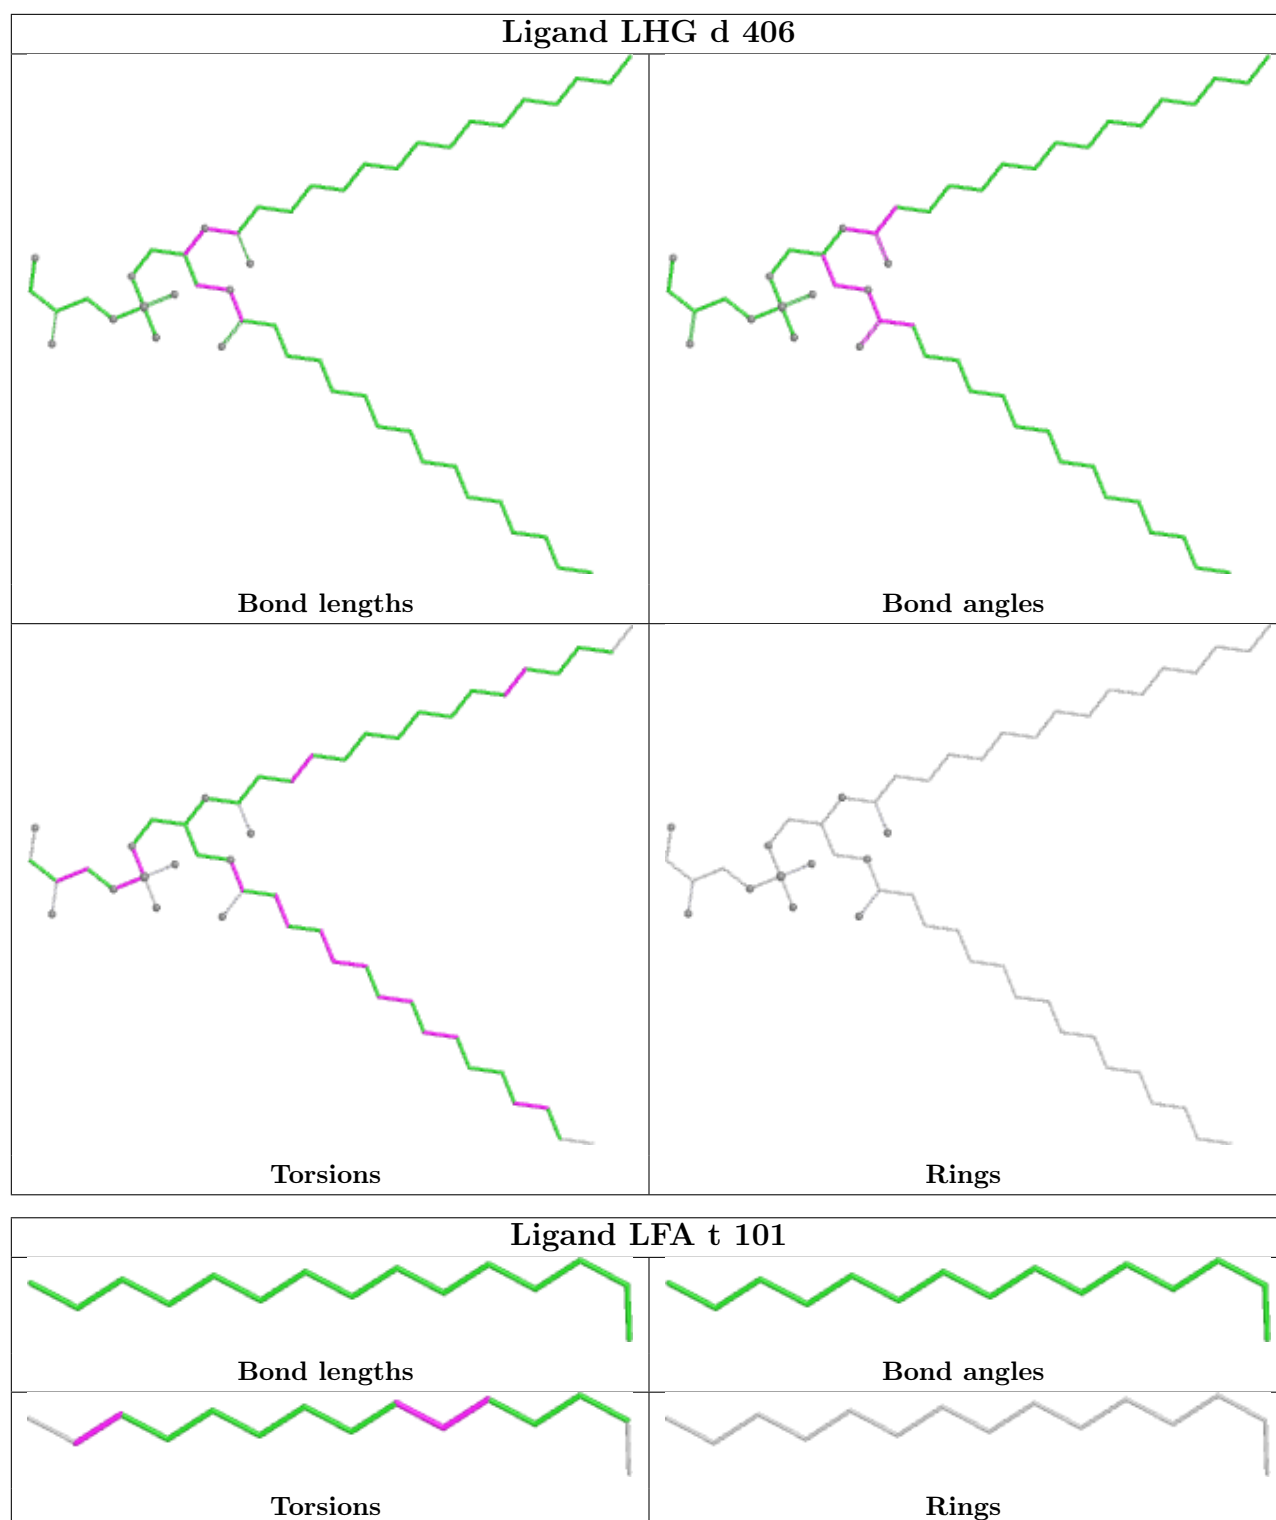 Ligand LHG d 406
Bond lengths
Bond angles
Torsions
Rings
Ligand LFA t 101
Bond lengths
Bond angles
Torsions
Rings